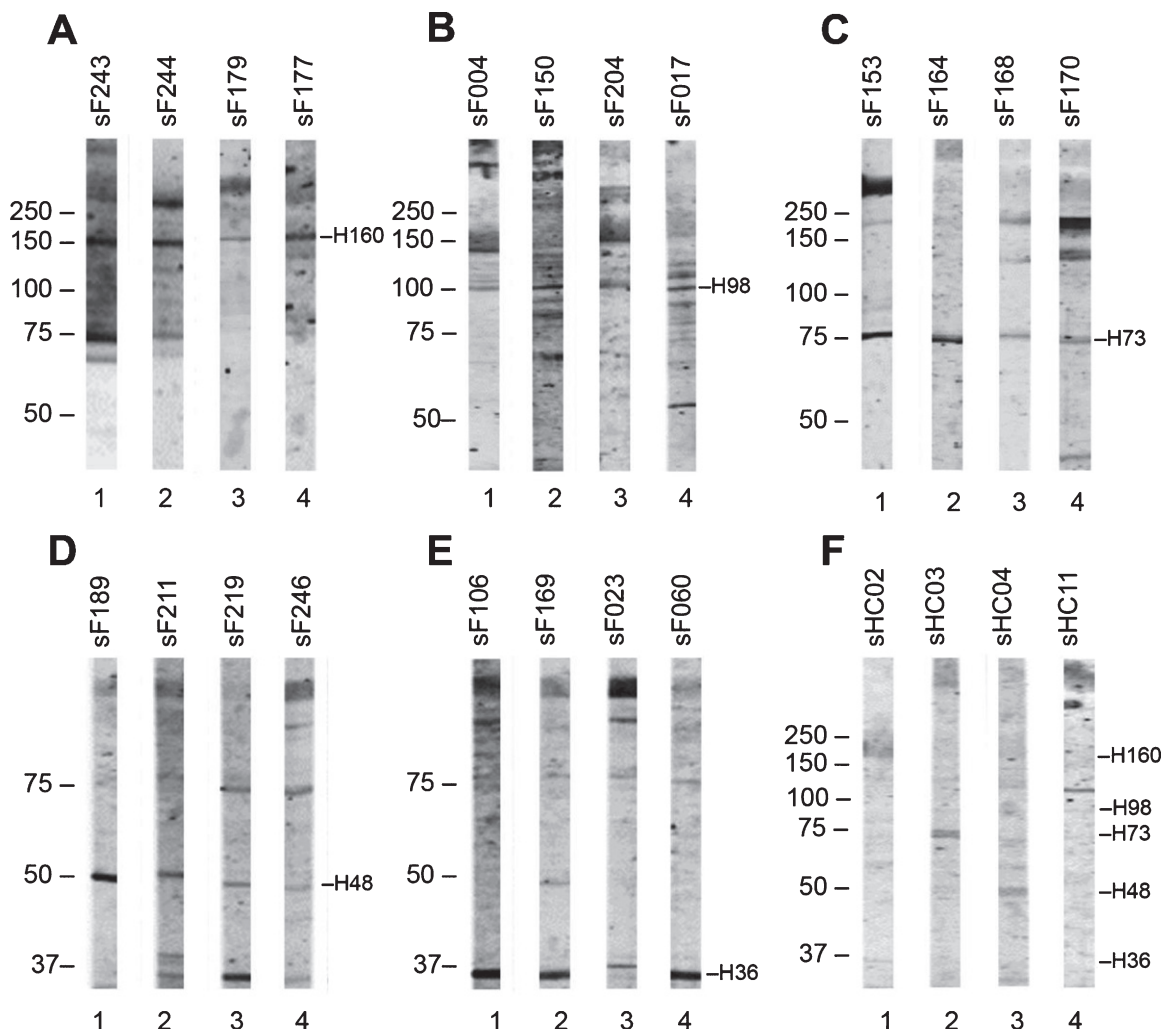 A
sF243 sF244 sF179 sF177
250 –
150 –
100 –
75 –
50 –
–H160
1 2 3 4
B
sF004 sF150 sF204 sF017
250 –
150 –
100 –
75 –
50–
–H98
1 2 3 4
C
sF153 sF164 sF168 sF170
250 –
150 –
100 –
75 –
50 –
–H73
1 2 3 4
D
sF189 sF211 sF219 sF246
75 –
50 –
37–
–H48
1 2 3 4
E
sF106 sF169 sF023 sF060
75 –
50 –
37–
–H36
1 2 3 4
F
sHC02 sHC03 sHC04 sHC11
250 –
150 –
100 –
75 –
50 –
37 –
–H160
–H98
–H73
–H48
–H36
1 2 3 4